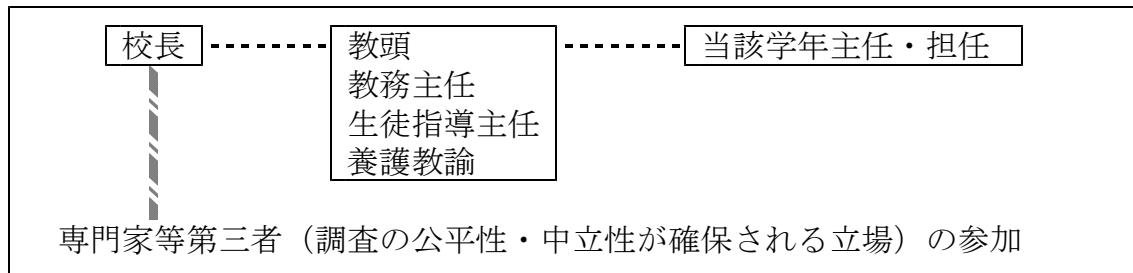 校長
教頭
教務主任
生徒指導主任
養護教諭
当該学年主任・担任
専門家等第三者（調査の公平性・中立性が確保される立場）の参加